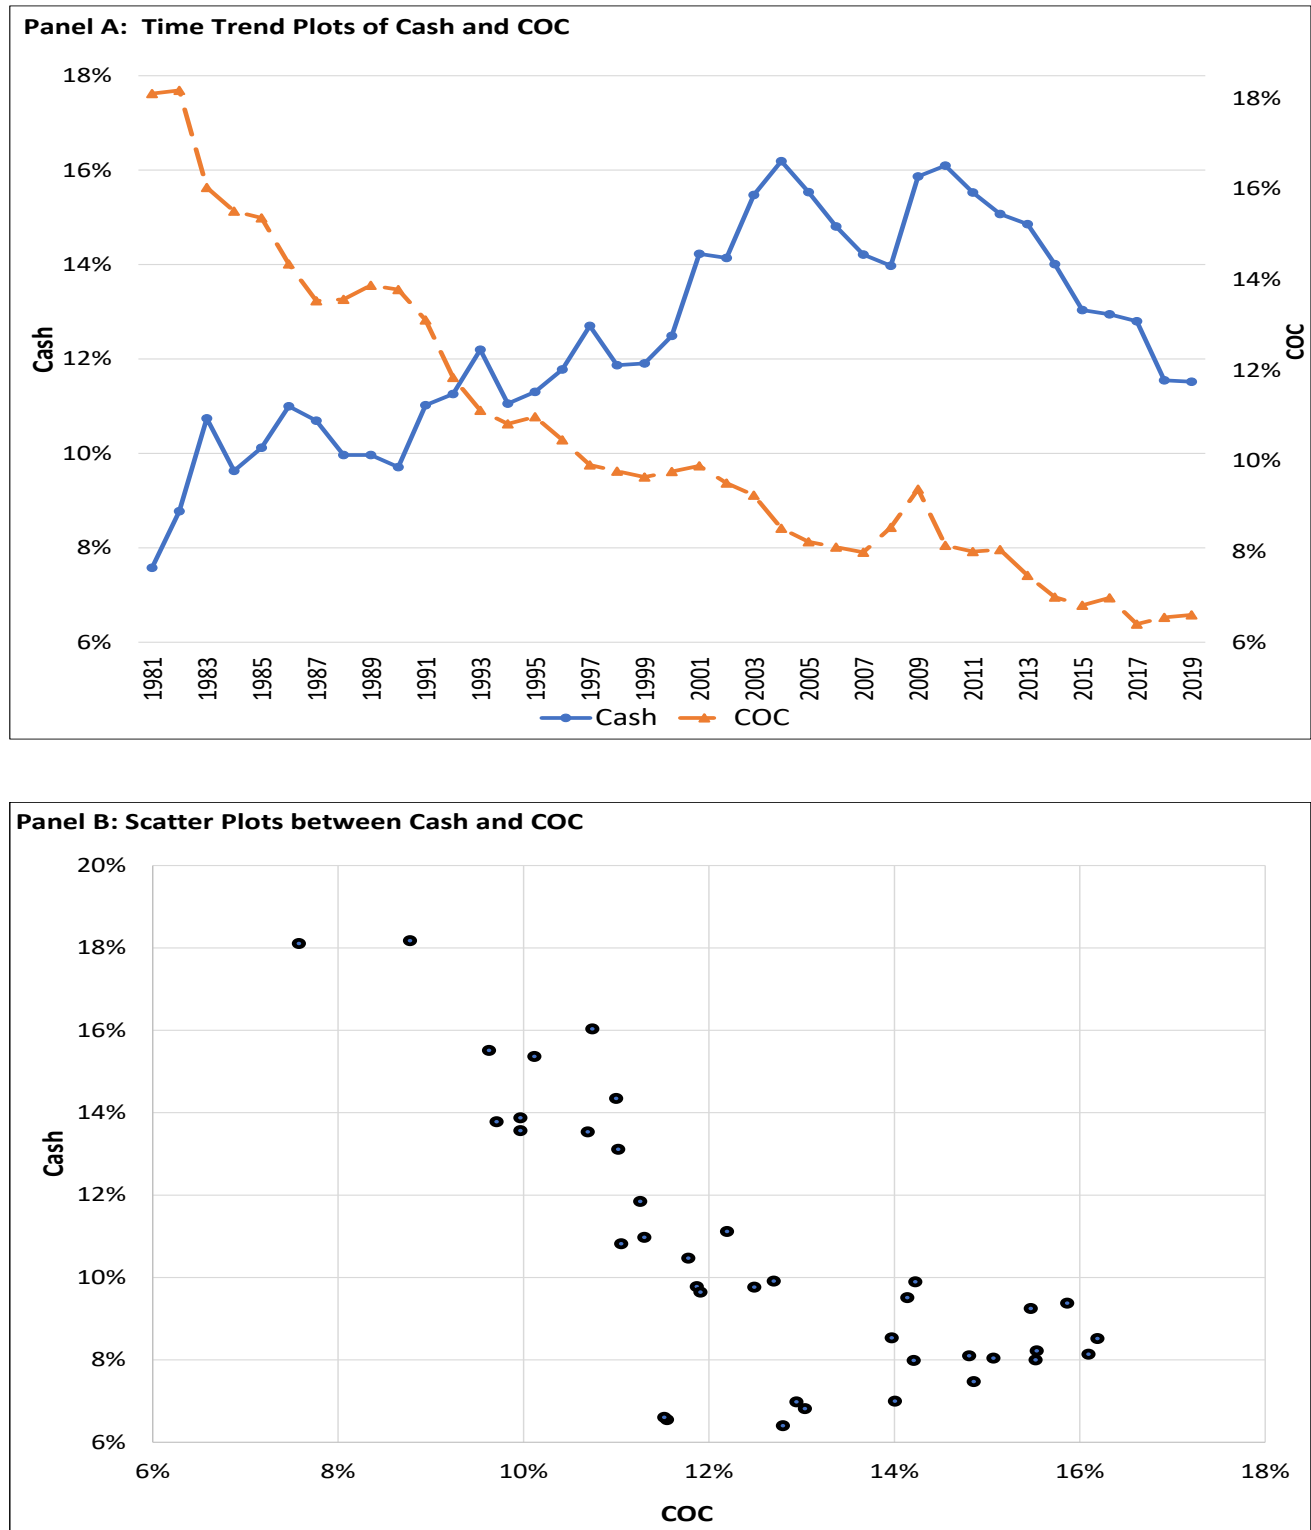 Panel A:  Time Trend Plots of Cash and COC
18%
16%
14%
12%
10%
8%
6%
Cash
18%
16%
14%
12%
10%
8%
6%
COC
1981 1983 1985 1987 1989 1991 1993 1995 1997 1999 2001 2003 2005 2007 2009 2011 2013 2015 2017 2019
Cash COC
Panel B: Scatter Plots between Cash and COC
20%
18%
16%
14%
12%
10%
8%
6%
Cash
6% 8% 10% 12% 14% 16% 18%
COC